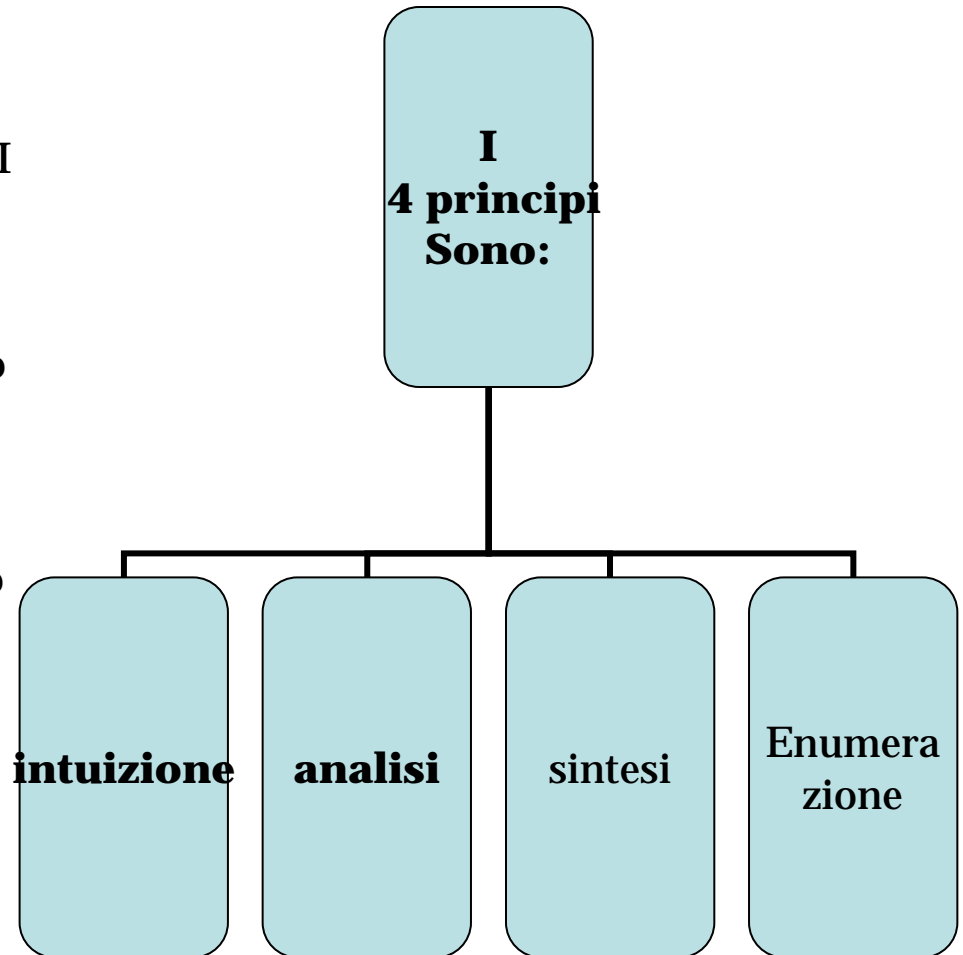 I
4 principi
Sono:
intuizione
analisi
sintesi
Enumera
zione